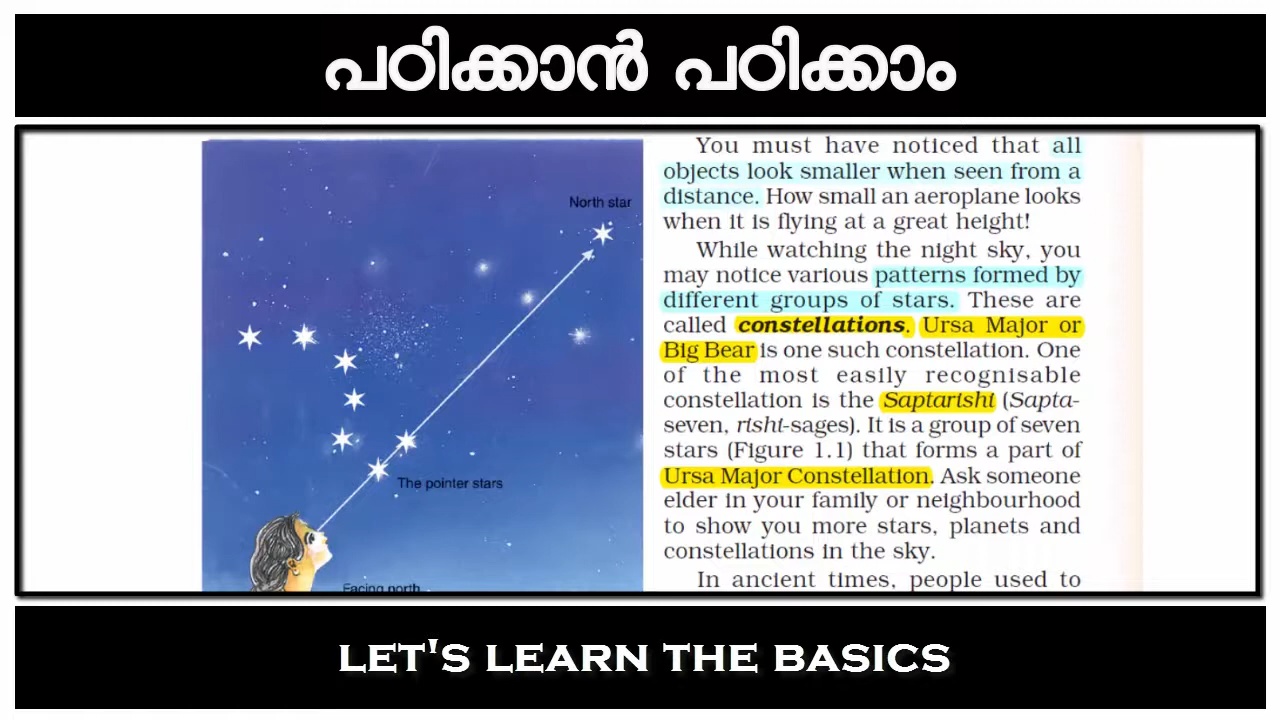 പഠിക്കാൻ പഠിക്കാം
North star
The pointer stars
Facing north
You must have noticed that all
objects look smaller when seen from a
distance. How small an aeroplane looks
when it is flying at a great height!
While watching the night sky, you
may notice various patterns formed by
different groups of stars. These are
called constellations. Ursa Major or
Big Bear is one such constellation. One
of the most easily recognisable
constellation is the Saptarishi (Sapta-
seven, rishi-sages). It is a group of seven
stars (Figure 1.1) that forms a part of
Ursa Major Constellation. Ask someone
elder in your family or neighbourhood
to show you more stars, planets and
constellations in the sky.
In ancient times, people used to
LET'S LEARN THE BASICS